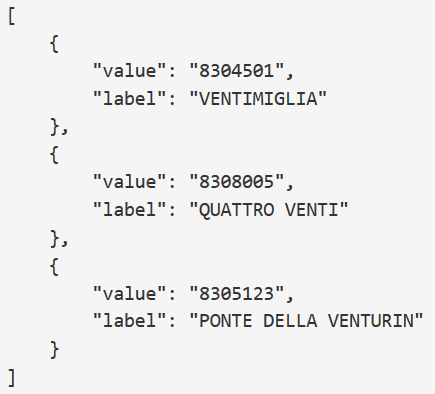 [
    {
        "value": "8304501",
        "label": "VENTIMIGLIA"
    },
    {
        "value": "8308005",
        "label": "QUATTRO VENTI"
    },
    {
        "value": "8305123",
        "label": "PONTE DELLA VENTURIN"
    }
]